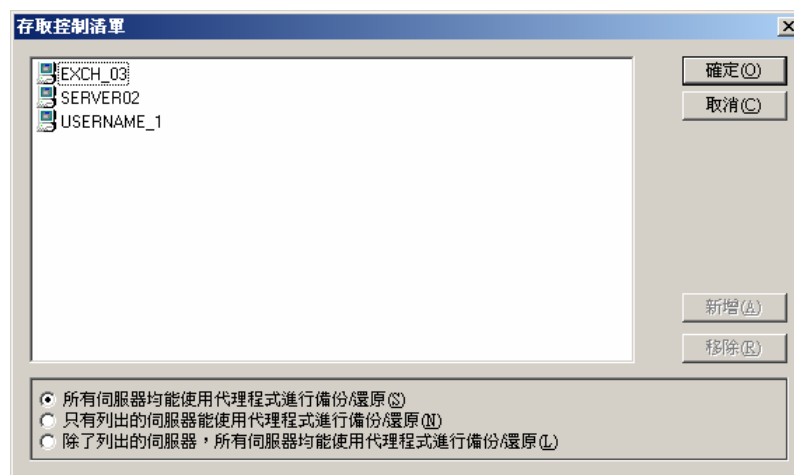 存取控制清單
EXCH_03
SERVER02
USERNAME_1
確定(O)
取消(C)
新增(A)
移除(R)
所有伺服器均能使用代理程式進行備份/還原(S)
只有列出的伺服器能使用代理程式進行備份/還原(N)
除了列出的伺服器，所有伺服器均能使用代理程式進行備份/還原(L)